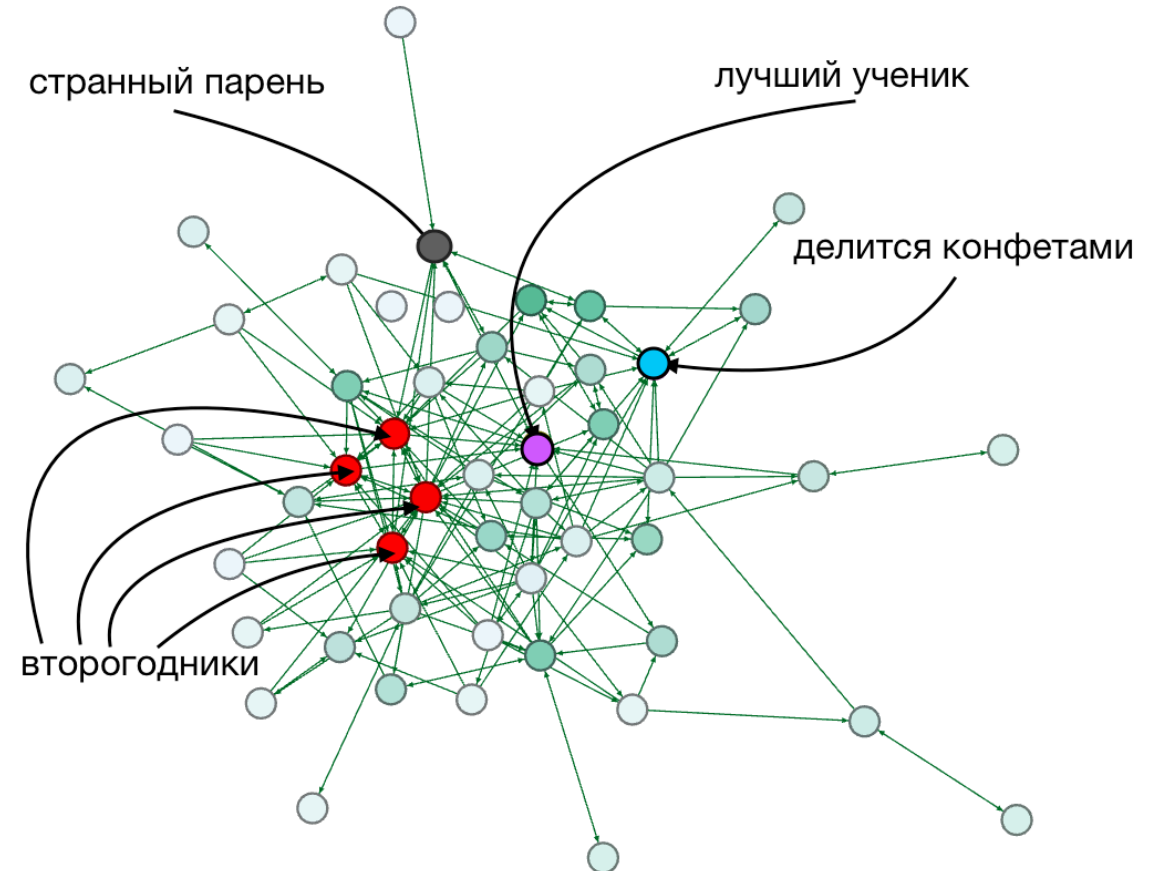 странный парень
лучший ученик
делится конфетами
второгодники